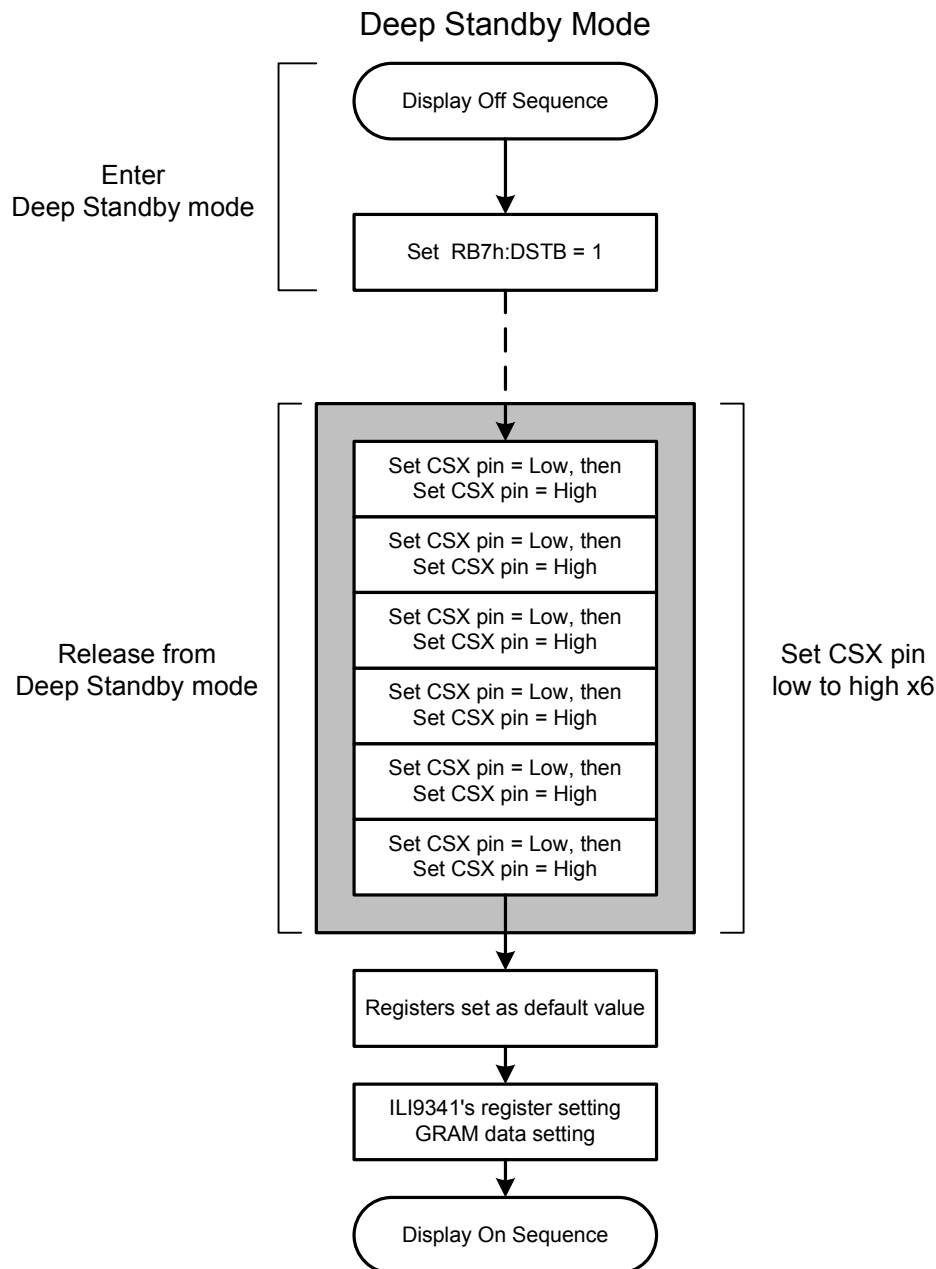 Deep Standby Mode
Display Off Sequence
Enter
Deep Standby mode
Set RB7h:DSTB = 1
Set CSX pin = Low, then
Set CSX pin = High
Set CSX pin = Low, then
Set CSX pin = High
Set CSX pin = Low, then
Set CSX pin = High
Release from
Deep Standby mode
Set CSX pin
low to high x6
Set CSX pin = Low, then
Set CSX pin = High
Set CSX pin = Low, then
Set CSX pin = High
Set CSX pin = Low, then
Set CSX pin = High
Registers set as default value
ILI9341's register setting
GRAM data setting
Display On Sequence